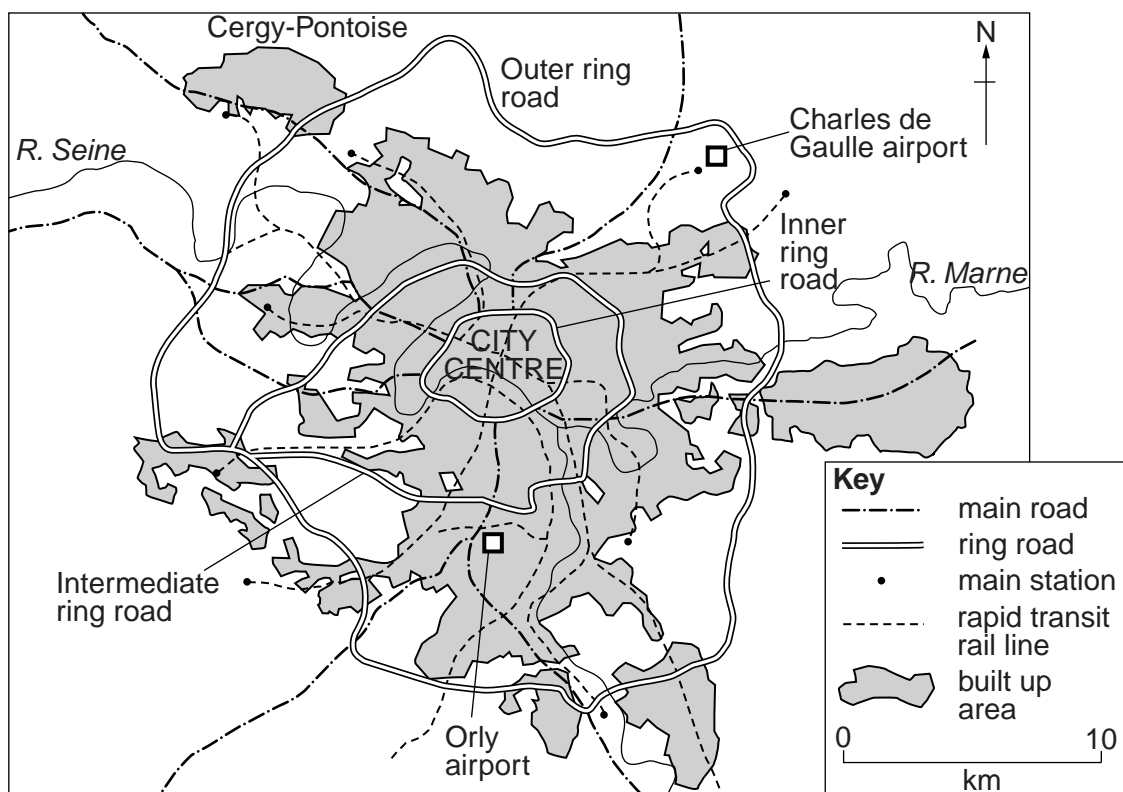 Cergy-Pontoise
N
Outer ring
road
Charles de
Gaulle airport
R. Seine
Inner
ring
road
R. Marne
CITY
CENTRE
Key
main road
ring road
main station
rapid transit
rail line
built up
area
0 10
km
Intermediate
ring road
Orly
airport